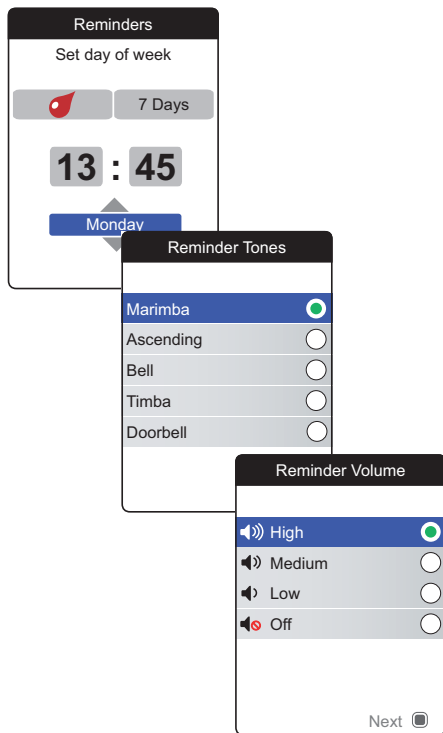 Reminders
Set day of week
7 Days
13 : 45
Monday
Reminder Tones
Marimba
Ascending
Bell
Timba
Doorbell
Reminder Volume
High
Medium
Low
Off
Next